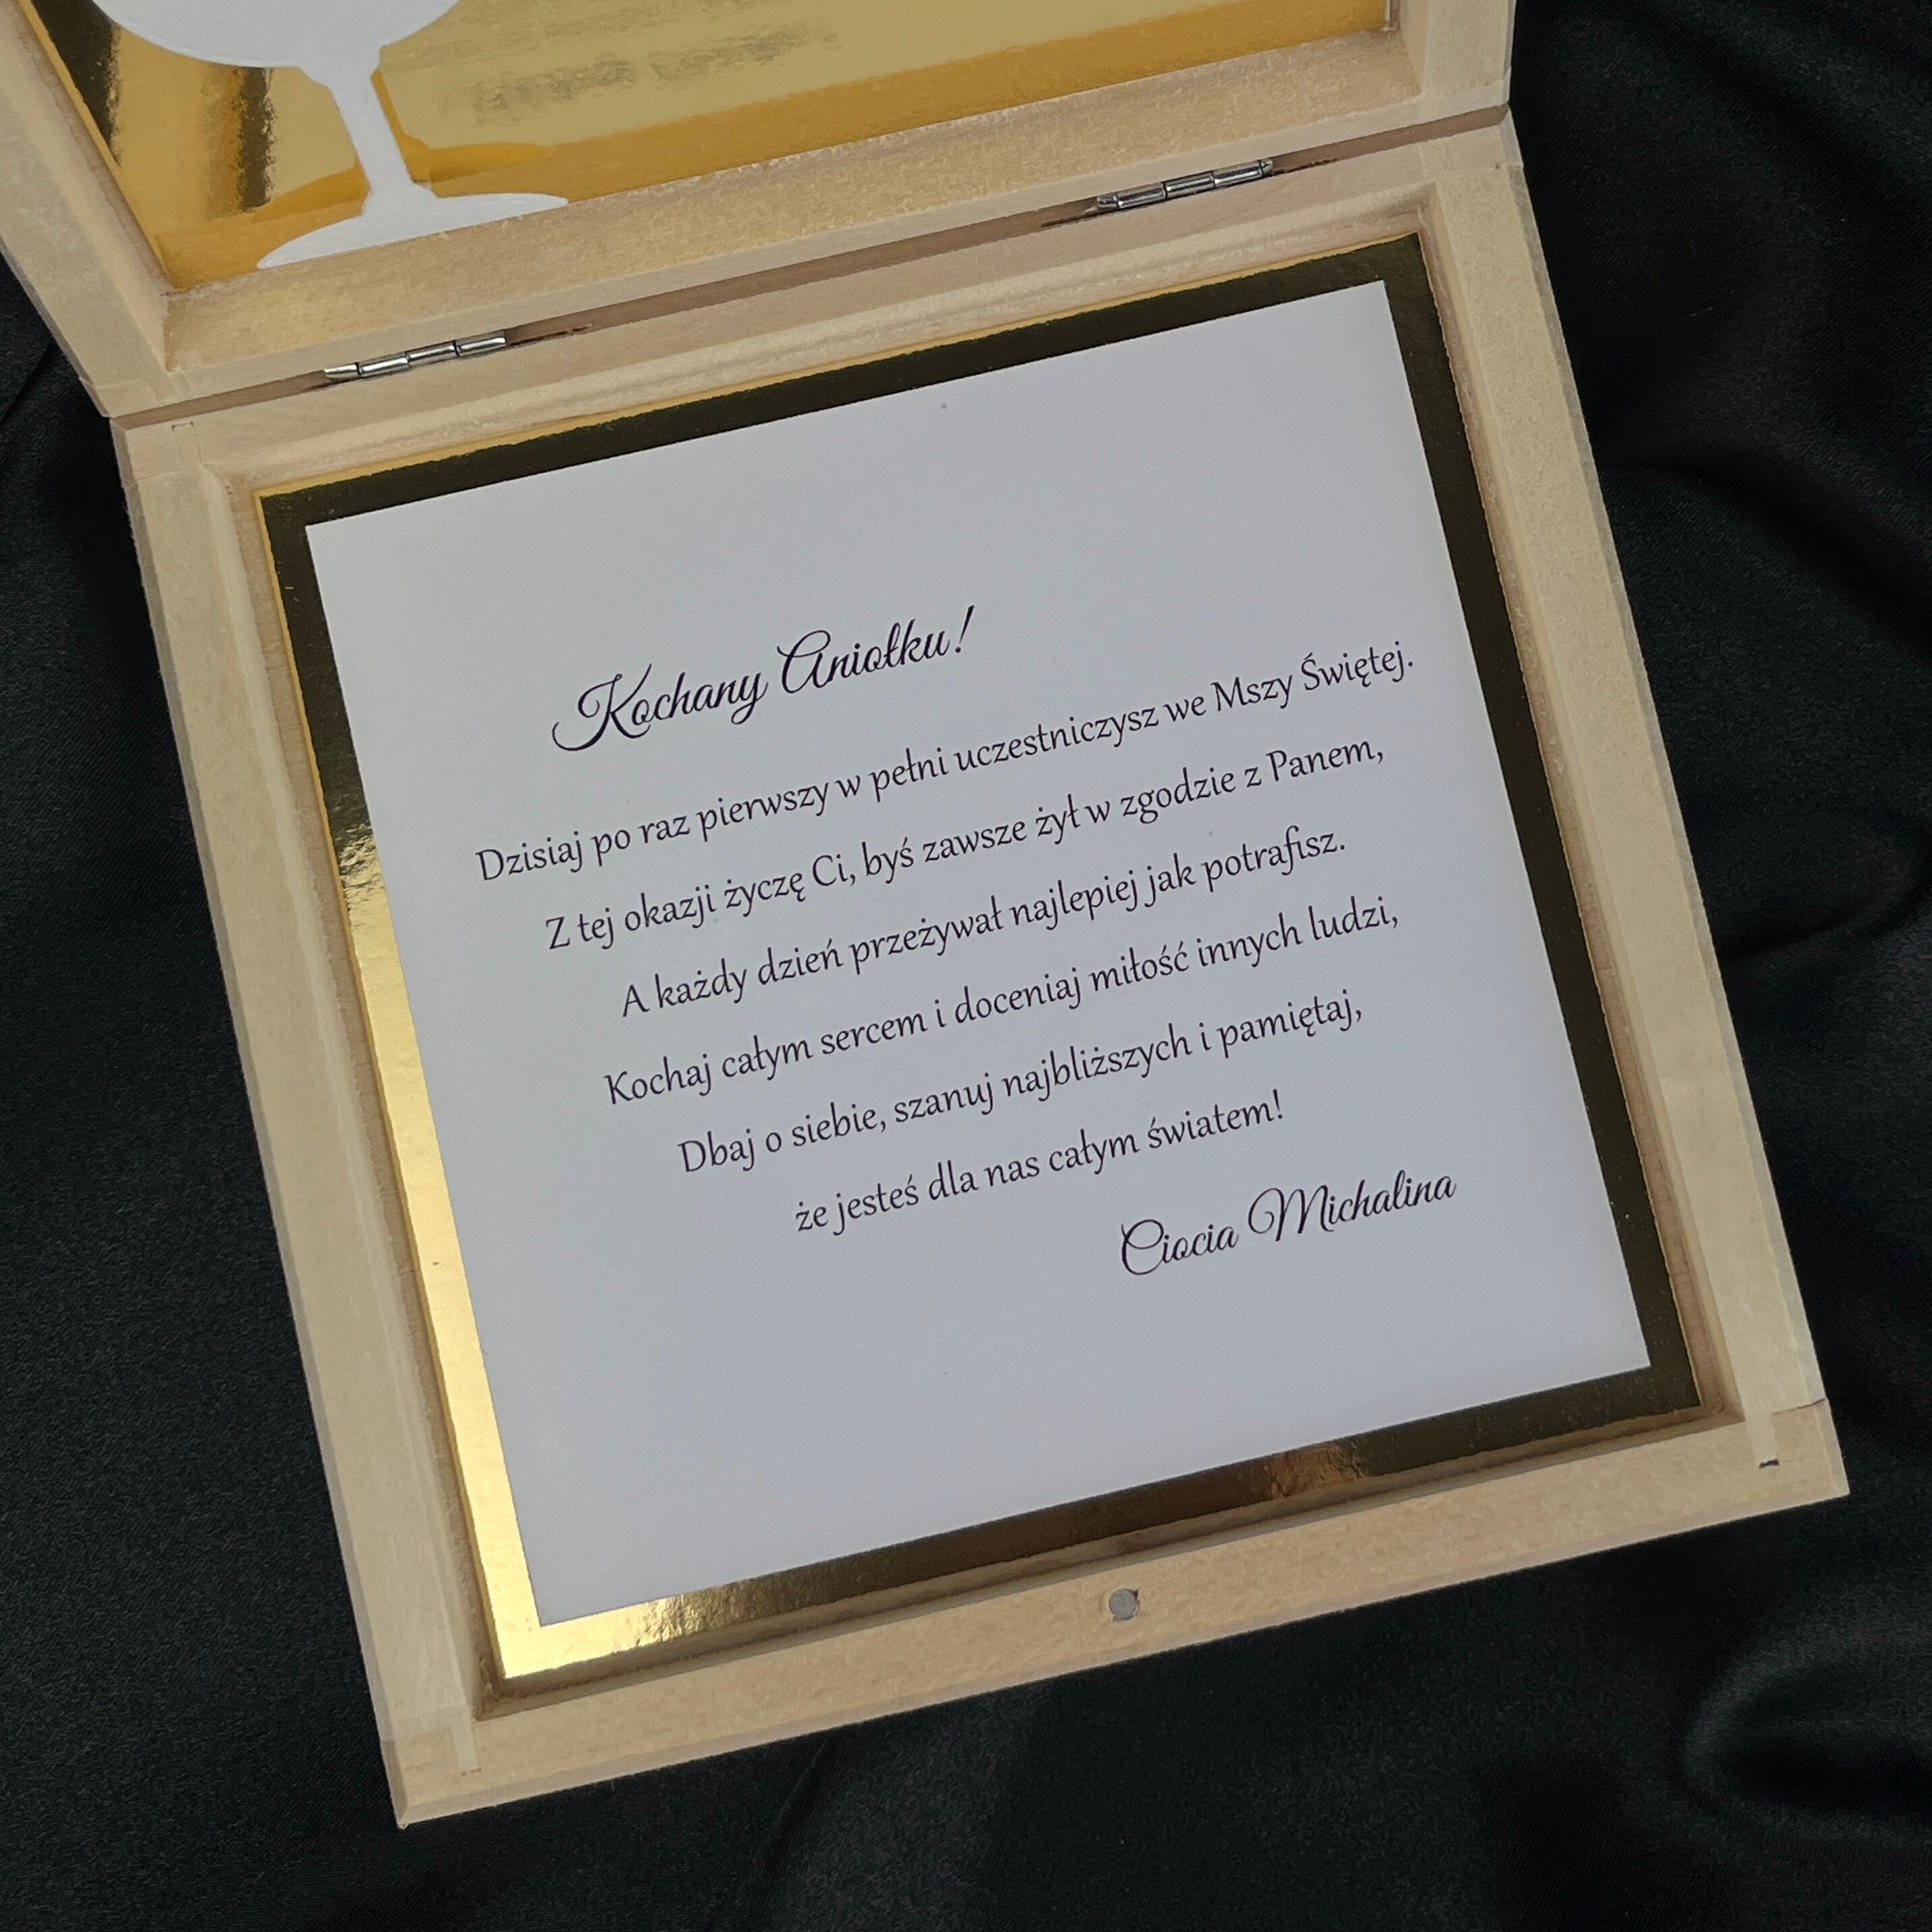 Kochany Aniołku!
Dzisiaj po raz pierwszy w pełni uczestniczysz we Mszy Świętej.
Z tej okazji życzę Ci, byś zawsze żył w zgodzie z Panem,
A każdy dzień przeżywał najlepiej jak potrafisz.
Kochaj całym sercem i doceniaj miłość innych ludzi,
Dbaj o siebie, szanuj najbliższych i pamiętaj,
że jesteś dla nas całym światem!
Ciocia Michalina